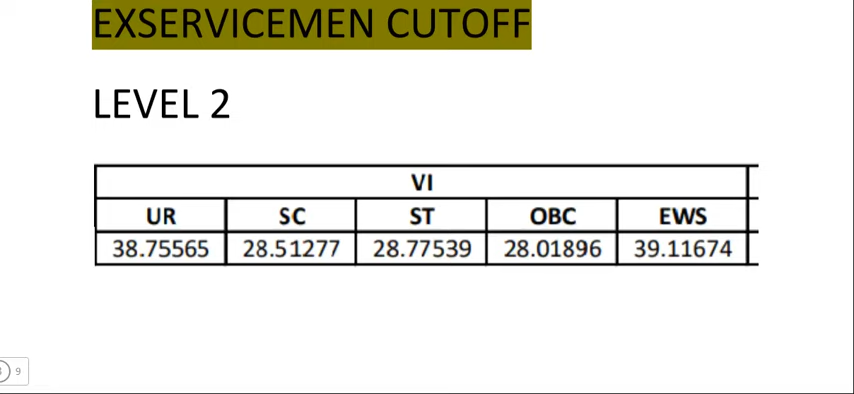 EXSERVICEMEN CUTOFF
LEVEL 2
VI
UR SC ST OBC EWS
38.75565 28.51277 28.77539 28.01896 39.11674
9